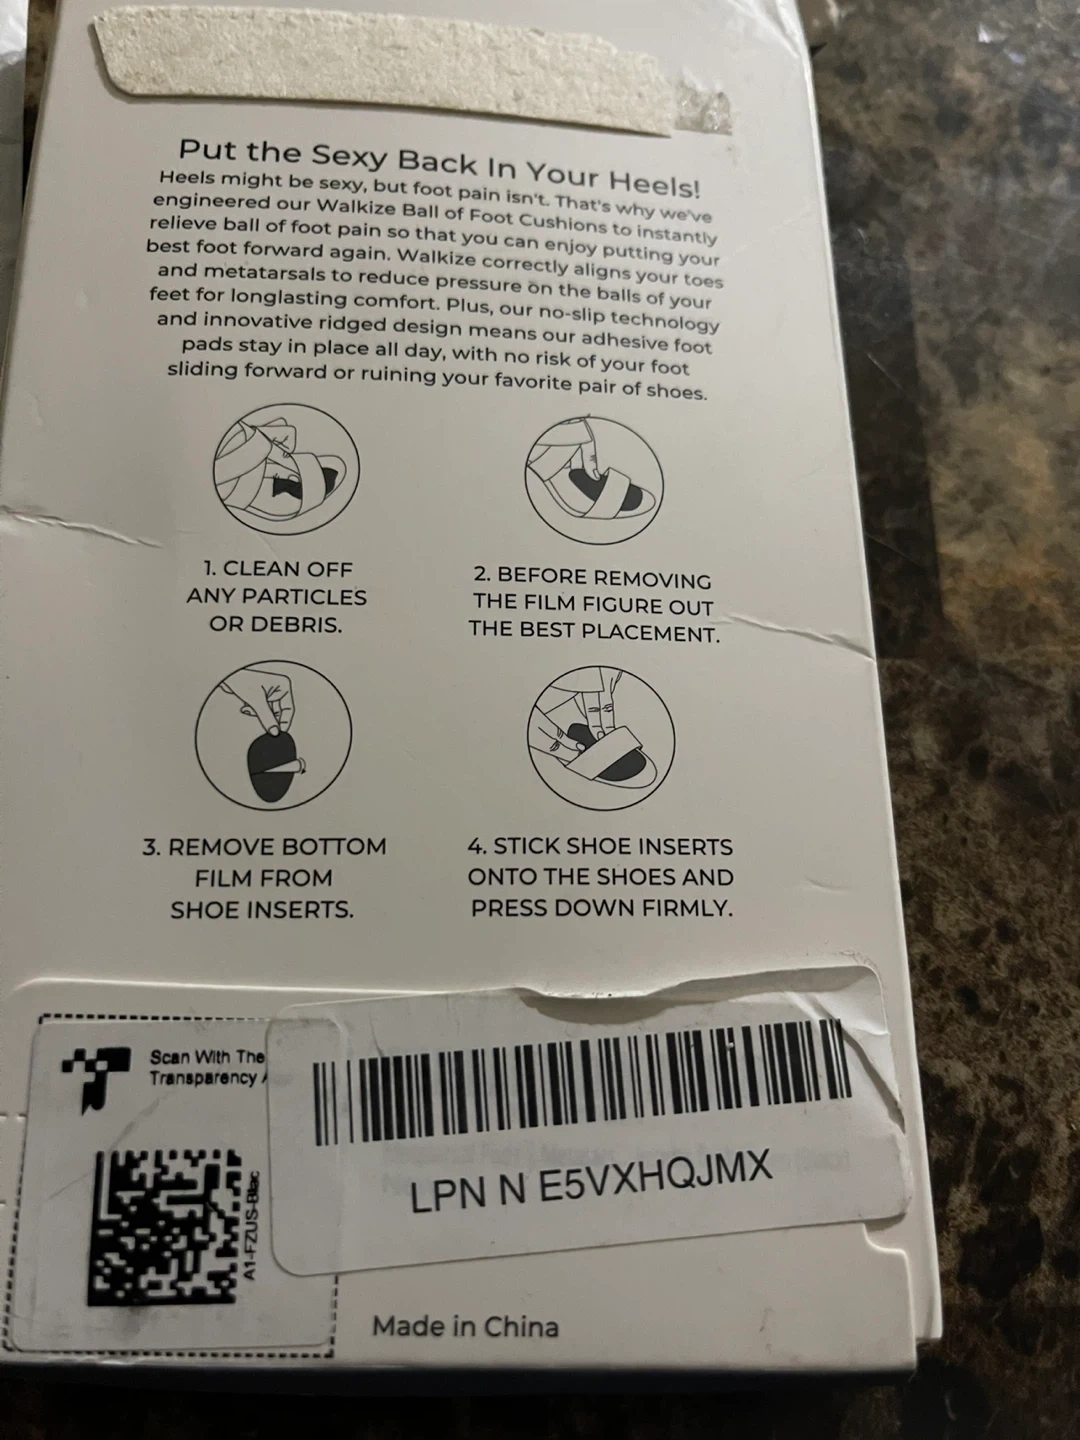 Put the Sexy Back In Your Heels!
Heels might be sexy, but foot pain isn't. That's why we've
engineered our Walkize Ball of Foot Cushions to instantly
relieve ball of foot pain so that you can enjoy putting your
best foot forward again. Walkize correctly aligns your toes
and metatarsals to reduce pressure on the balls of your
feet for longlasting comfort. Plus, our no-slip technology
and innovative ridged design means our adhesive foot
pads stay in place all day, with no risk of your foot
sliding forward or ruining your favorite pair of shoes.
1. CLEAN OFF
ANY PARTICLES
OR DEBRIS.
2. BEFORE REMOVING
THE FILM FIGURE OUT
THE BEST PLACEMENT.
3. REMOVE BOTTOM
FILM FROM
SHOE INSERTS.
4. STICK SHOE INSERTS
ONTO THE SHOES AND
PRESS DOWN FIRMLY.
Scan With The
Transparency
A1-FZUS-Blac
LPN N E5VXHQJMX
Made in China